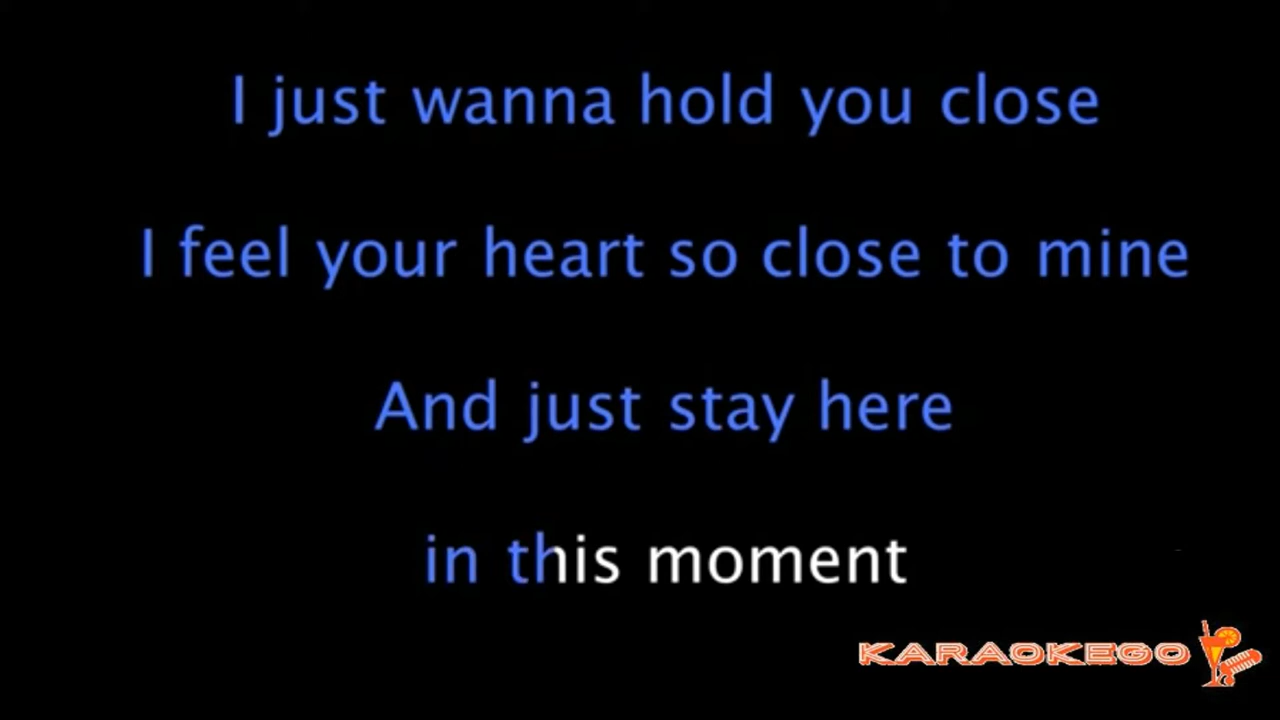 I just wanna hold you close
I feel your heart so close to mine
And just stay here
in this moment
KARAOKEGO